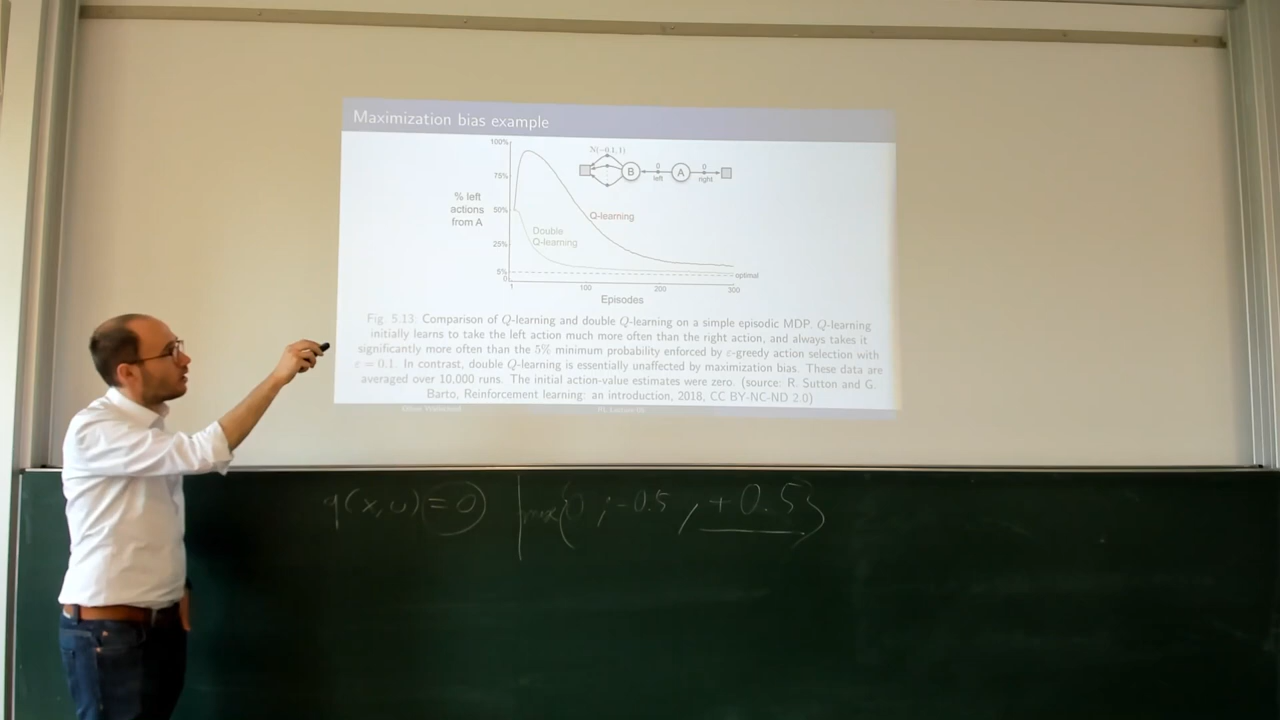 Maximization bias example
100%
N(−0.1, 1)
75%
B
0
left
A
0
right
% left
actions
from A
50%
Q-learning
Double
Q-learning
25%
5%
0
optimal
1
100
200
300
Episodes
Fig. 5.13: Comparison of Q-learning and double Q-learning on a simple episodic MDP. Q-learning
initially learns to take the left action much more often than the right action, and always takes it
significantly more often than the 5% minimum probability enforced by ε-greedy action selection with
ε = 0.1. In contrast, double Q-learning is essentially unaffected by maximization bias. These data are
averaged over 10,000 runs. The initial action-value estimates were zero. (source: R. Sutton and G.
Barto, Reinforcement learning: an introduction, 2018, CC BY-NC-ND 2.0)
RL Lecture 05
q(x,u) = 0 | max{0 ; -0.5 , +0.5}